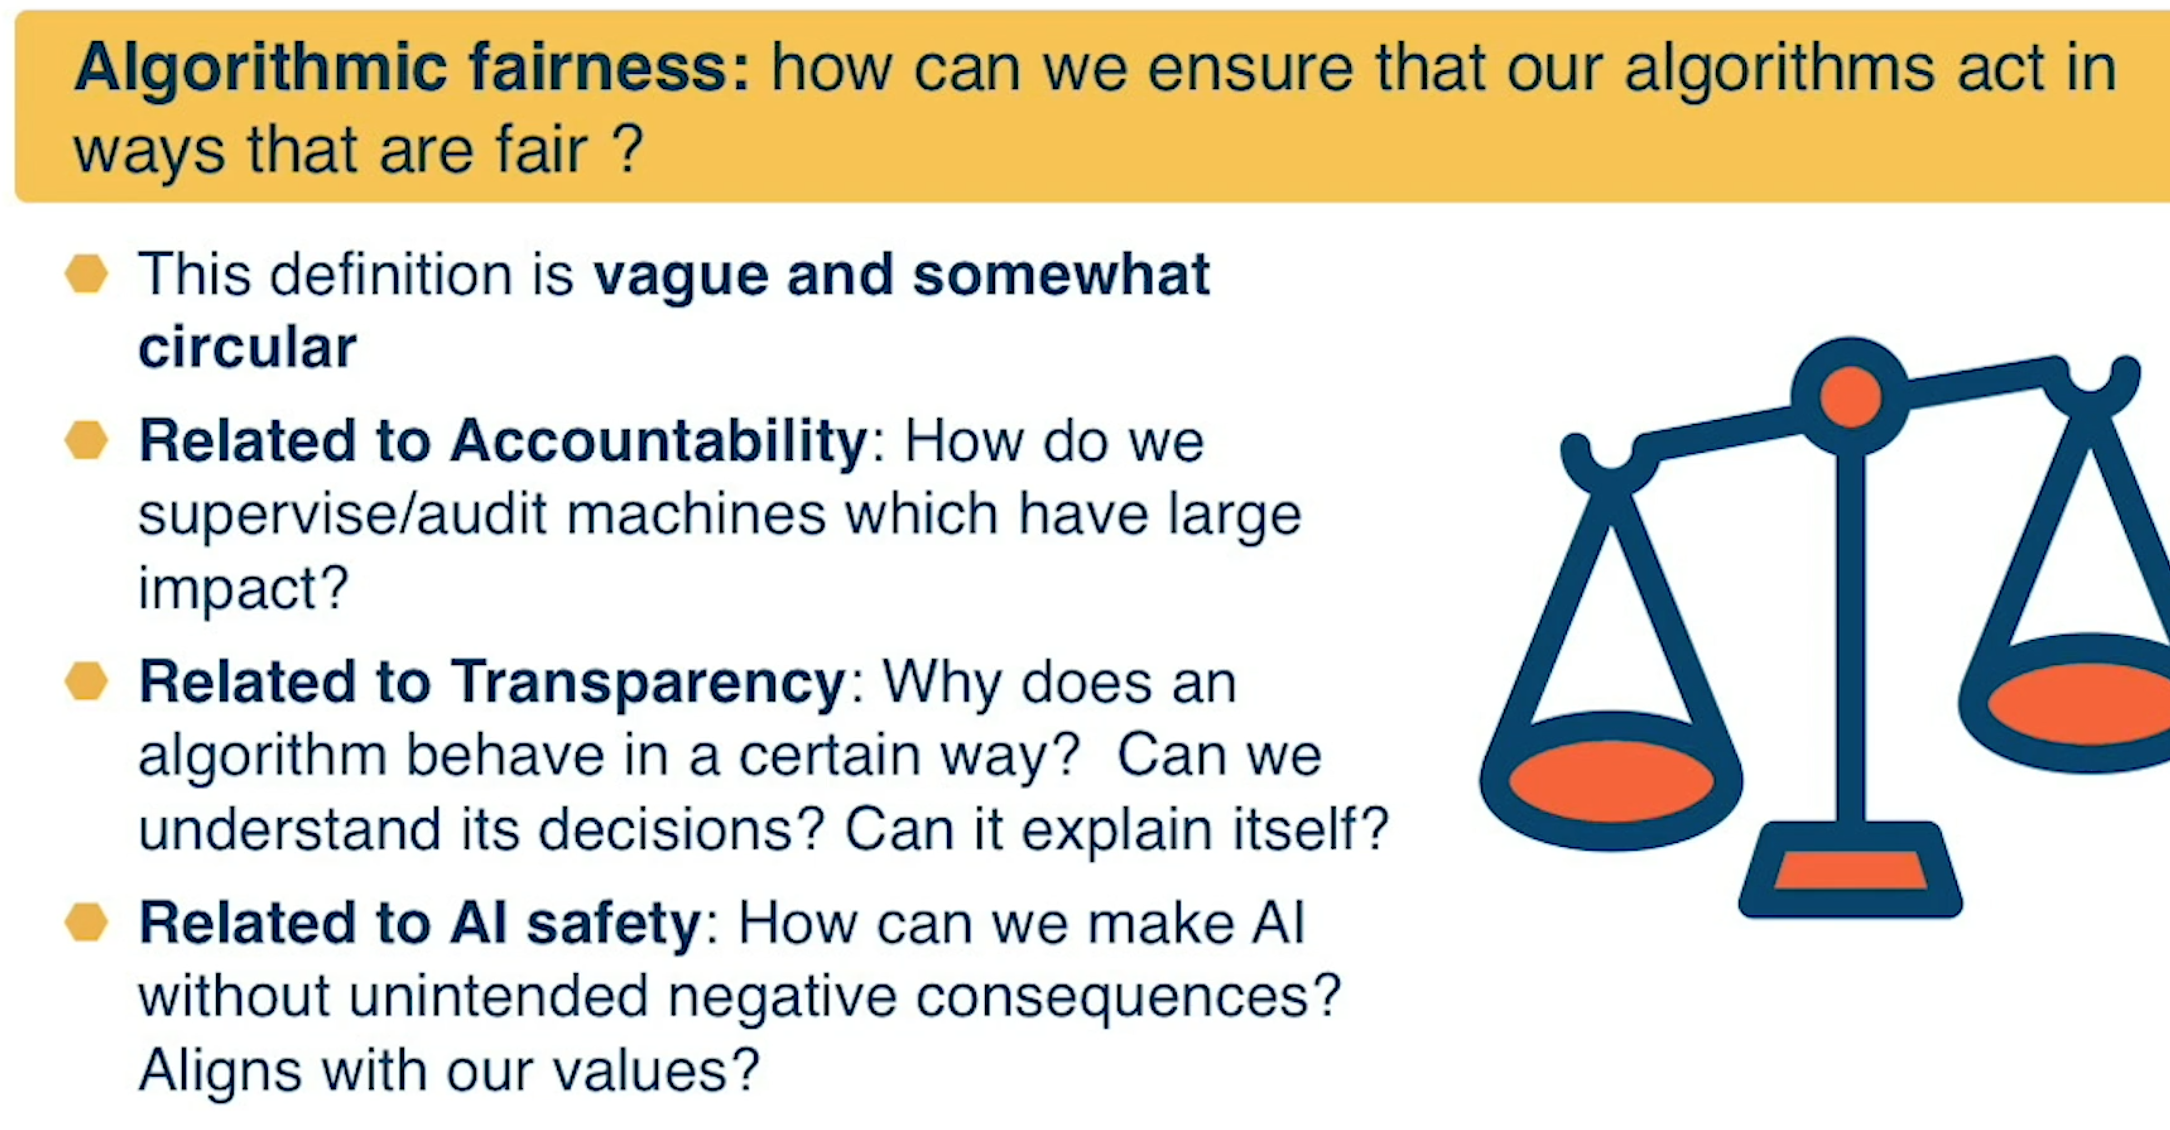 Algorithmic fairness: how can we ensure that our algorithms act in
ways that are fair ?
This definition is vague and somewhat
circular
Related to Accountability: How do we
supervise/audit machines which have large
impact?
Related to Transparency: Why does an
algorithm behave in a certain way?  Can we
understand its decisions? Can it explain itself?
Related to AI safety: How can we make AI
without unintended negative consequences?
Aligns with our values?